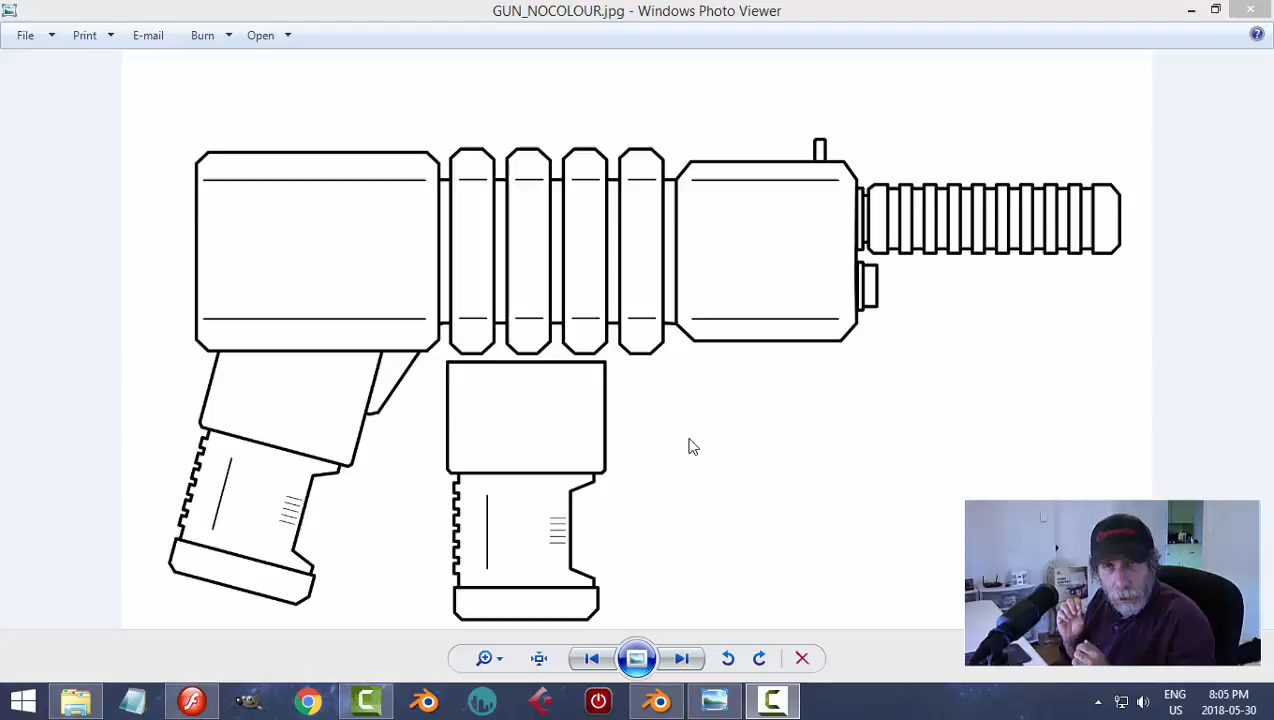 GUN_NOCOLOUR.jpg - Windows Photo Viewer
File Print E-mail Burn Open
ENG 8:05 PM
US 2018-05-30